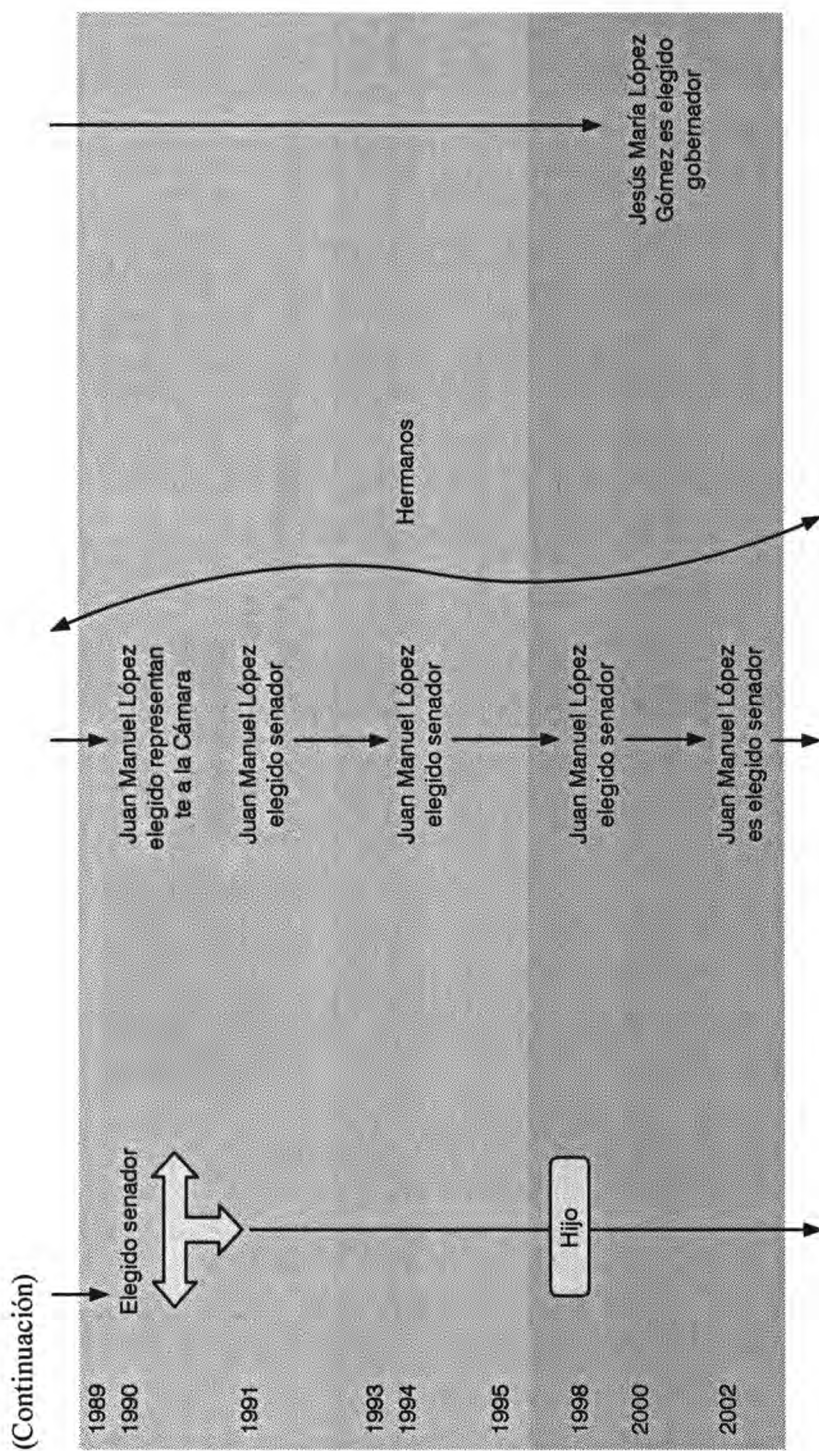 (Continuación)
1989
1990
Elegido senador
Juan Manuel López
elegido representan
te a la Cámara
1991
Juan Manuel López
elegido senador
1993
1994
Juan Manuel López
elegido senador
Hermanos
1995
1998
Hijo
Juan Manuel López
elegido senador
2000
Jesús María López
Gómez es elegido
gobernador
2002
Juan Manuel López
es elegido senador